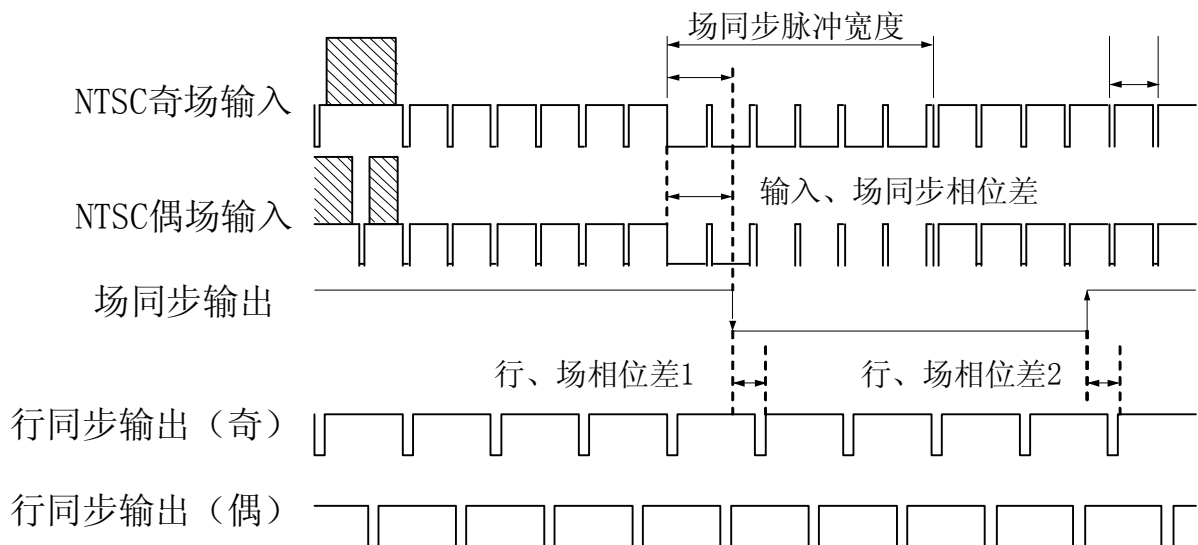 场同步脉冲宽度
NTSC奇场输入
输入、场同步相位差
NTSC偶场输入
场同步输出
行、场相位差1
行、场相位差2
行同步输出（奇）
行同步输出（偶）